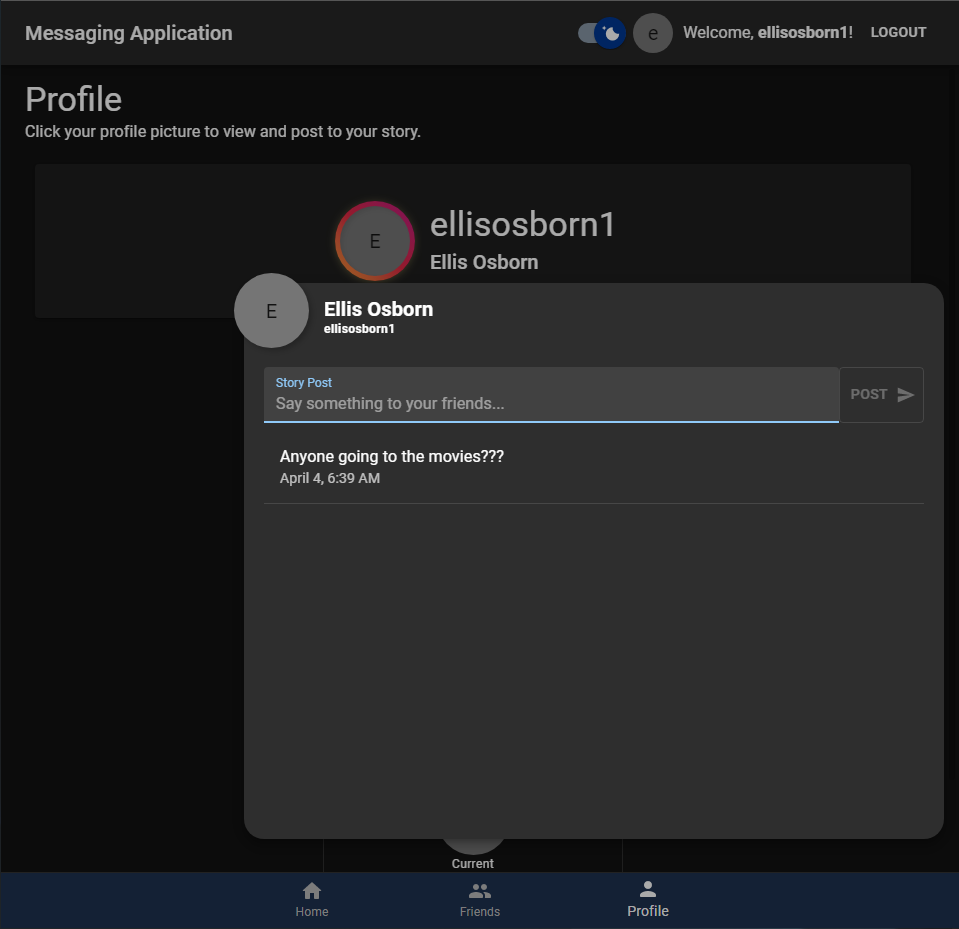 Messaging Application
e
Welcome, ellisosborn1!
LOGOUT
Profile
Click your profile picture to view and post to your story.
E
ellisosborn1
Ellis Osborn
E
Ellis Osborn
ellisosborn1
Story Post
Say something to your friends...
POST
Anyone going to the movies???
April 4, 6:39 AM
Current
Home
Friends
Profile